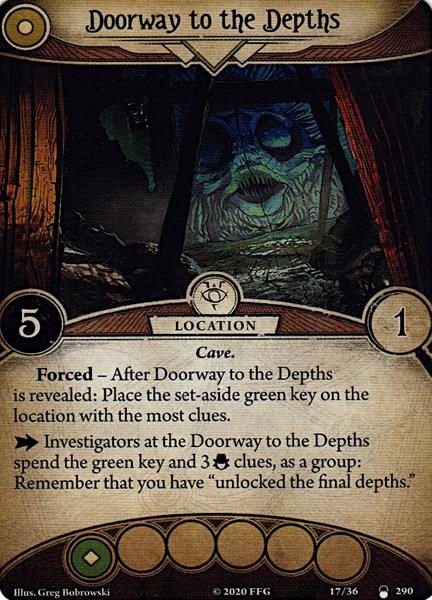 Doorway to the Depths
5
LOCATION
1
Cave.
Forced – After Doorway to the Depths
is revealed: Place the set-aside green key on the
location with the most clues.
Investigators at the Doorway to the Depths
spend the green key and 3 clues, as a group:
Remember that you have “unlocked the final depths.”
Illus. Greg Bobrowski
© 2020 FFG
17/36
290